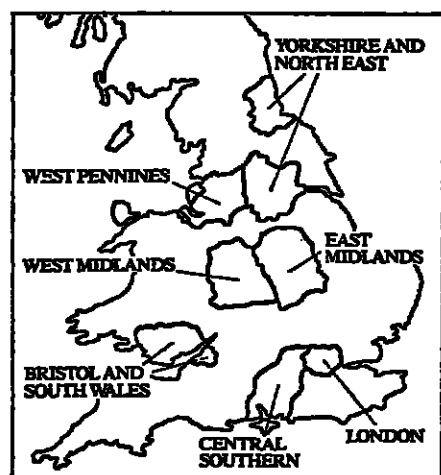 YORKSHIRE AND
NORTH EAST
WEST PENNINES
WEST MIDLANDS
EAST
MIDLANDS
BRISTOL AND
SOUTH WALES
CENTRAL
SOUTHERN
LONDON